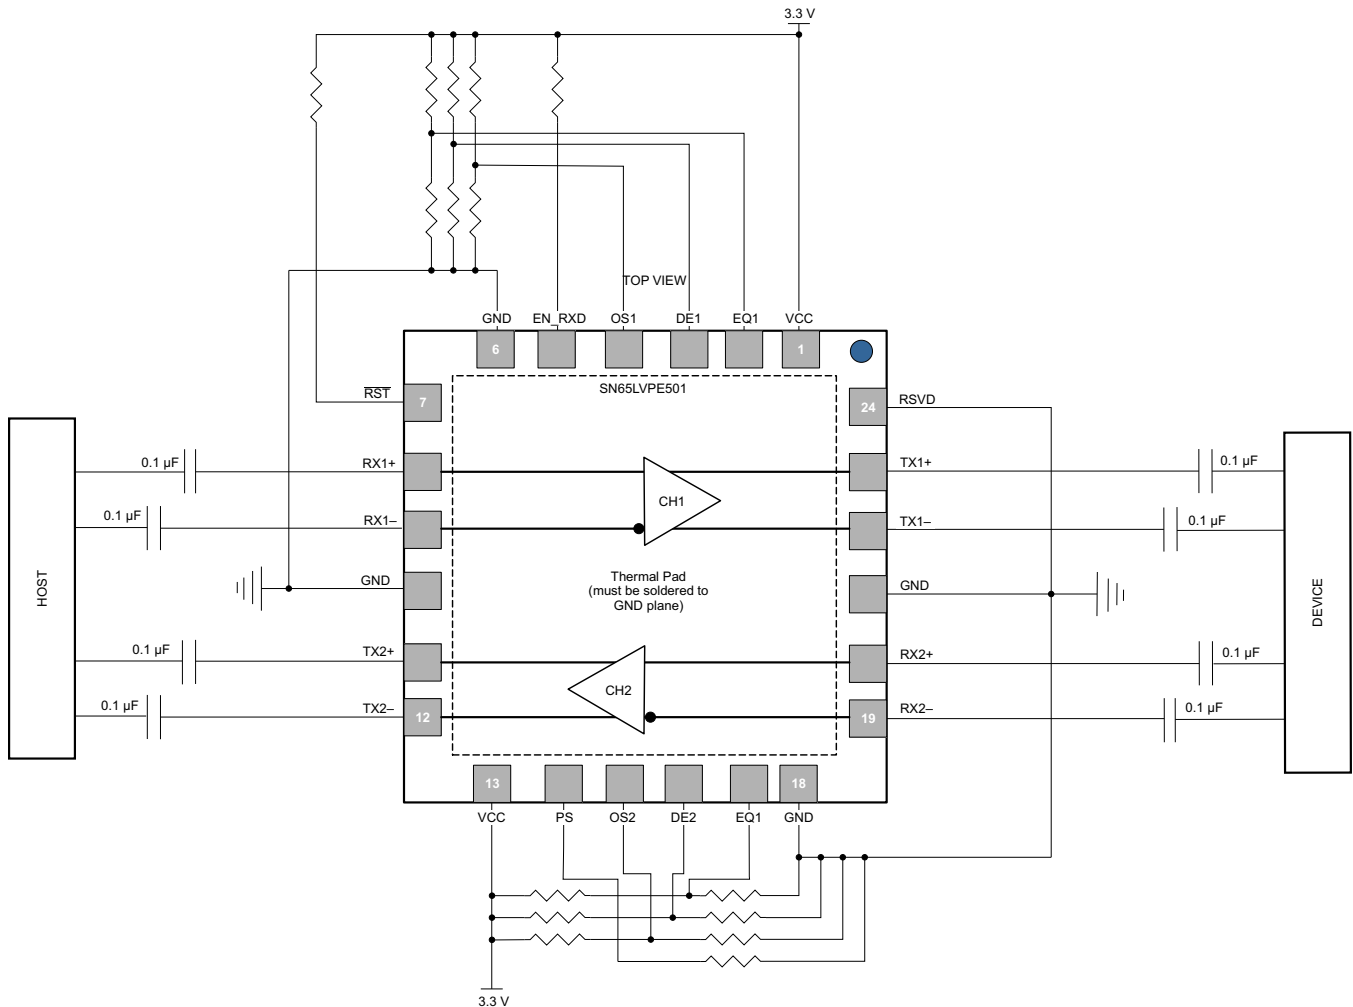 3.3 V
TOP VIEW
GND
EN_RXD
OS1
DE1
EQ1
VCC
6
1
SN65LVPE501
RST
7
24
RSVD
0.1 µF
RX1+
TX1+
0.1 µF
CH1
0.1 µF
RX1–
TX1–
0.1 µF
HOST
GND
Thermal Pad
(must be soldered to
GND plane)
GND
DEVICE
0.1 µF
TX2+
RX2+
0.1 µF
CH2
0.1 µF
TX2–
12
19
RX2–
0.1 µF
13
18
VCC
PS
OS2
DE2
EQ1
GND
3.3 V